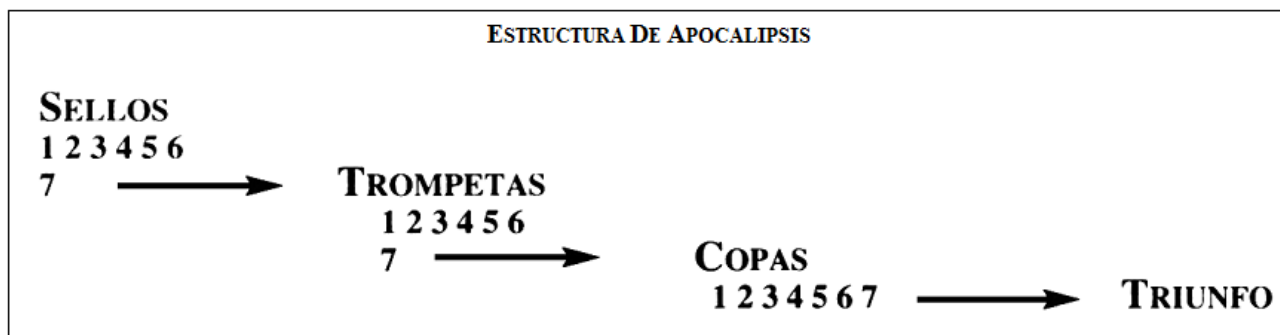 ESTRUCTURA DE APOCALIPSIS
SELLOS
1 2 3 4 5 6
7
TROMPETAS
1 2 3 4 5 6
7
COPAS
1 2 3 4 5 6 7
TRIUNFO